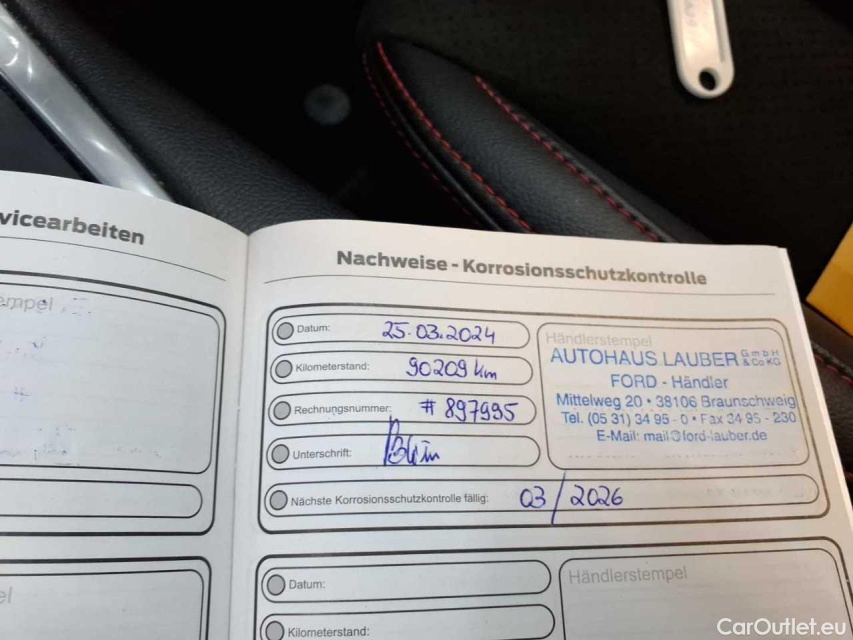 vicearbeiten
empel
Nachweise - Korrosionsschutzkontrolle
Datum: 25.03.2024
Kilometerstand: 90209 km
Rechnungsnummer: # 897995
Unterschrift:
Nächste Korrosionsschutzkontrolle fällig: 03/2026
Händlerstempel
AUTOHAUS LAUBER GmbH & Co KG
FORD - Händler
Mittelweg 20 • 38106 Braunschweig
Tel. (05 31) 34 95 - 0 • Fax 34 95 - 230
E-Mail: mail@ford-lauber.de
el
Datum:
Kilometerstand:
Händlerstempel
CarOutlet.eu